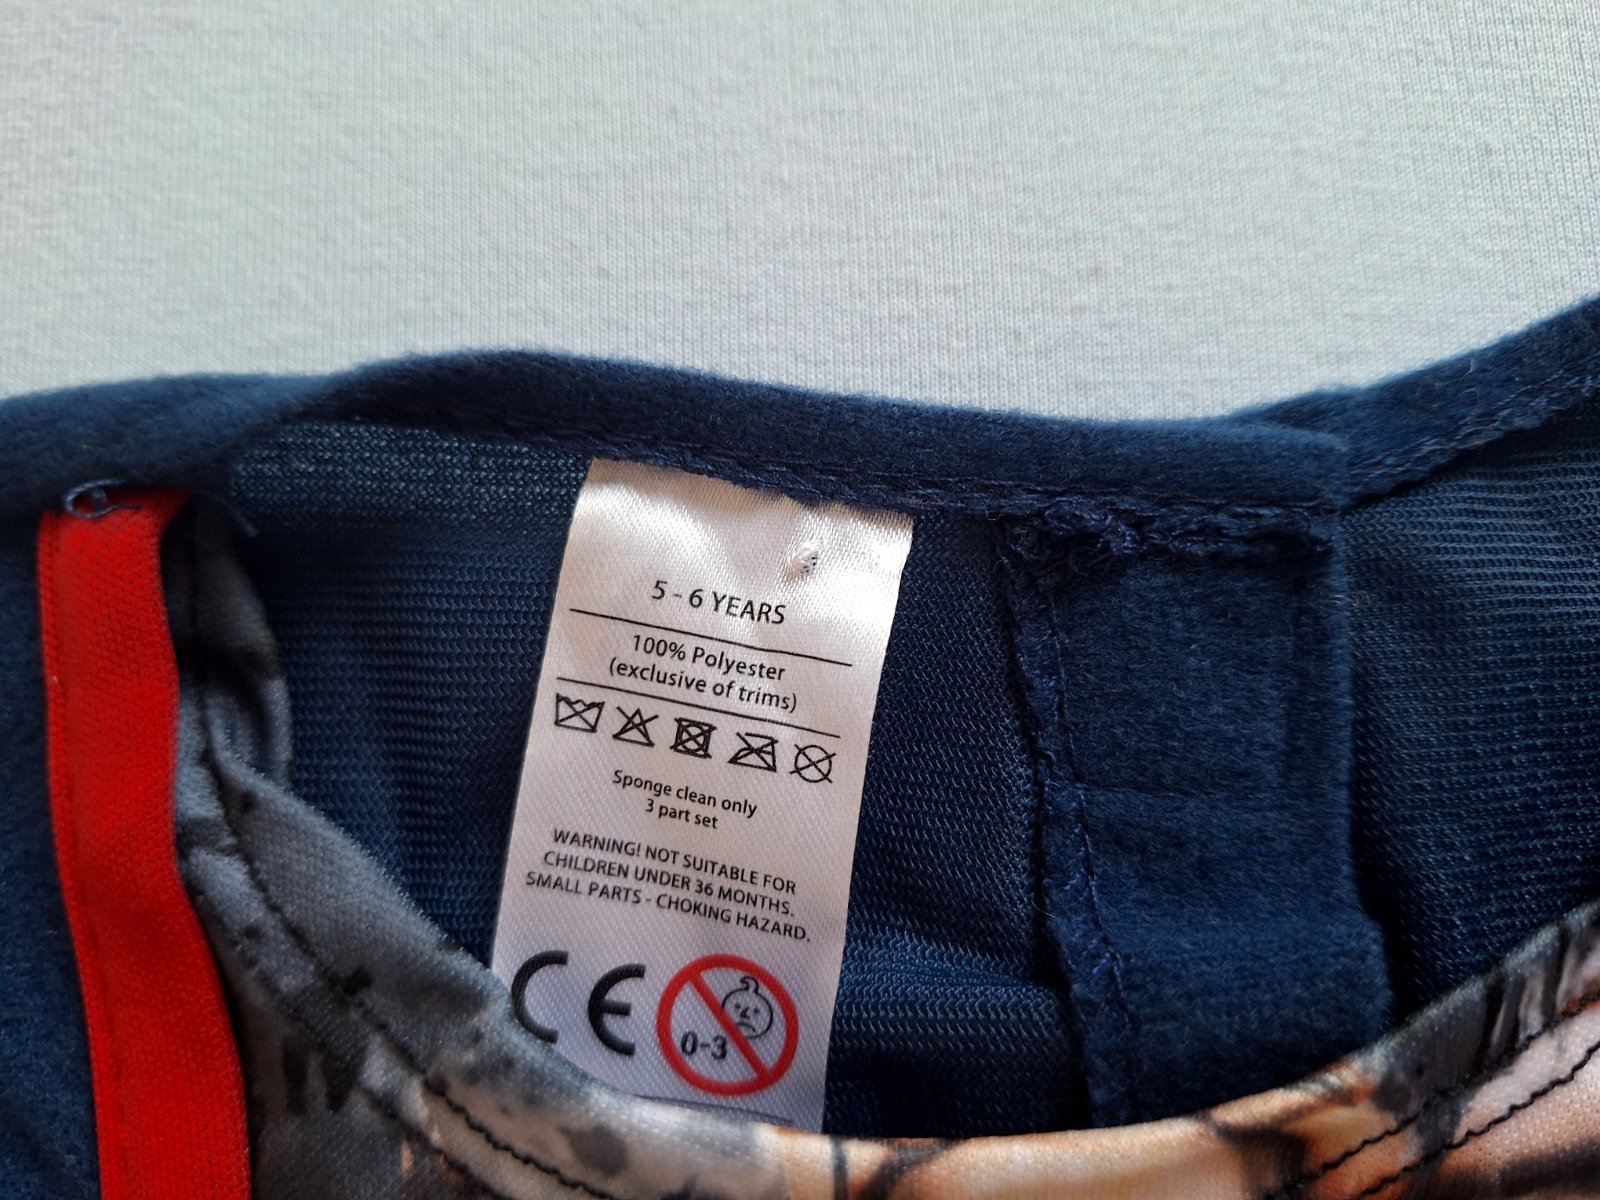 5 - 6 YEARS
100% Polyester
(exclusive of trims)
Sponge clean only
3 part set
WARNING! NOT SUITABLE FOR
CHILDREN UNDER 36 MONTHS.
SMALL PARTS - CHOKING HAZARD.
CE 0-3